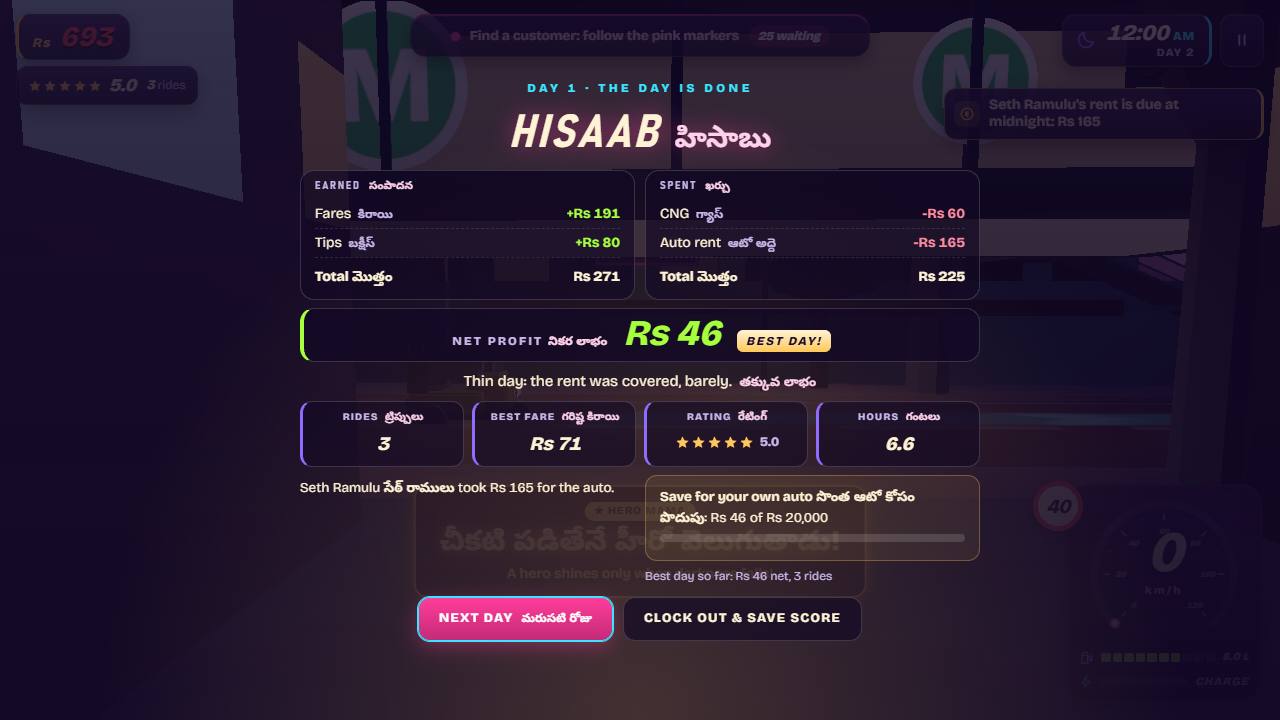 Rs 693
★★★★★ 5.0 3 rides
Find a customer: follow the pink markers 25 waiting
12:00 AM
DAY 2
M
M
Seth Ramulu's rent is due at
midnight: Rs 165
DAY 1 · THE DAY IS DONE
HISAAB హిసాబు
EARNED సంపాదన
Fares కిరాయి +Rs 191
Tips బక్షీస్ +Rs 80
Total మొత్తం Rs 271
SPENT ఖర్చు
CNG గ్యాస్ -Rs 60
Auto rent ఆటో అద్దె -Rs 165
Total మొత్తం Rs 225
NET PROFIT నికర లాభం Rs 46 BEST DAY!
Thin day: the rent was covered, barely. తక్కువ లాభం
RIDES ట్రిప్పులు
3
BEST FARE గరిష్ట కిరాయి
Rs 71
RATING రేటింగ్
★★★★★ 5.0
HOURS గంటలు
6.6
Seth Ramulu సేఠ్ రాములు took Rs 165 for the auto.
Save for your own auto సొంత ఆటో కోసం
పొదుపు: Rs 46 of Rs 20,000
★ HERO
చీకటి పడితేనే హీరో వెలుగుతాడు!
A hero shines only
Best day so far: Rs 46 net, 3 rides
NEXT DAY మరుసటి రోజు
CLOCK OUT & SAVE SCORE
40
0
km/h
CHARGE